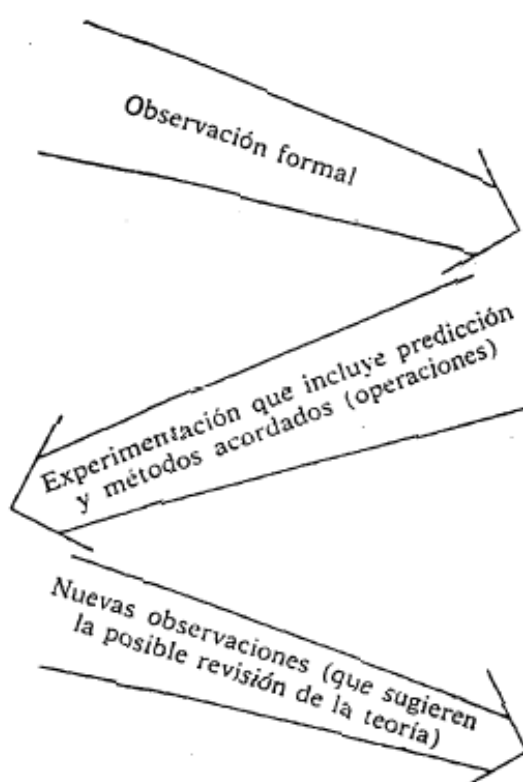 Observación formal
Experimentación que incluye predicción
y métodos acordados (operaciones)
Nuevas observaciones (que sugieren
la posible revisión de la teoría)